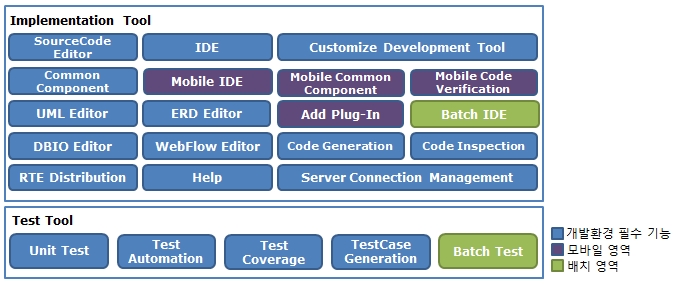 Implementation Tool
SourceCode
Editor
IDE
Customize Development Tool
Common
Component
Mobile IDE
Mobile Common
Component
Mobile Code
Verification
UML Editor
ERD Editor
Add Plug-In
Batch IDE
DBIO Editor
WebFlow Editor
Code Generation
Code Inspection
RTE Distribution
Help
Server Connection Management
Test Tool
Unit Test
Test
Automation
Test
Coverage
TestCase
Generation
Batch Test
개발환경 필수 기능
모바일 영역
배치 영역